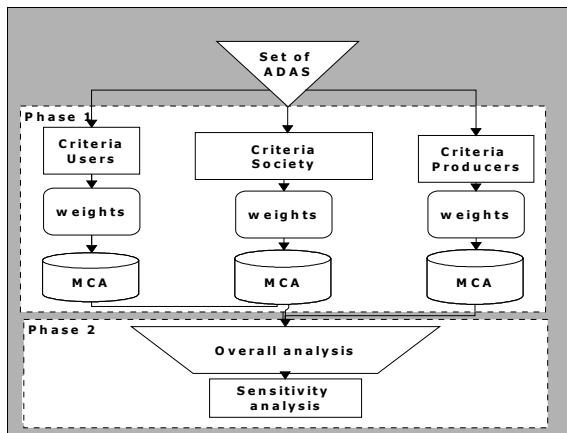 Set of
ADAS
Phase 1
Criteria
Users
Criteria
Society
Criteria
Producers
weights
weights
weights
MCA
MCA
MCA
Phase 2
Overall analysis
Sensitivity
analysis